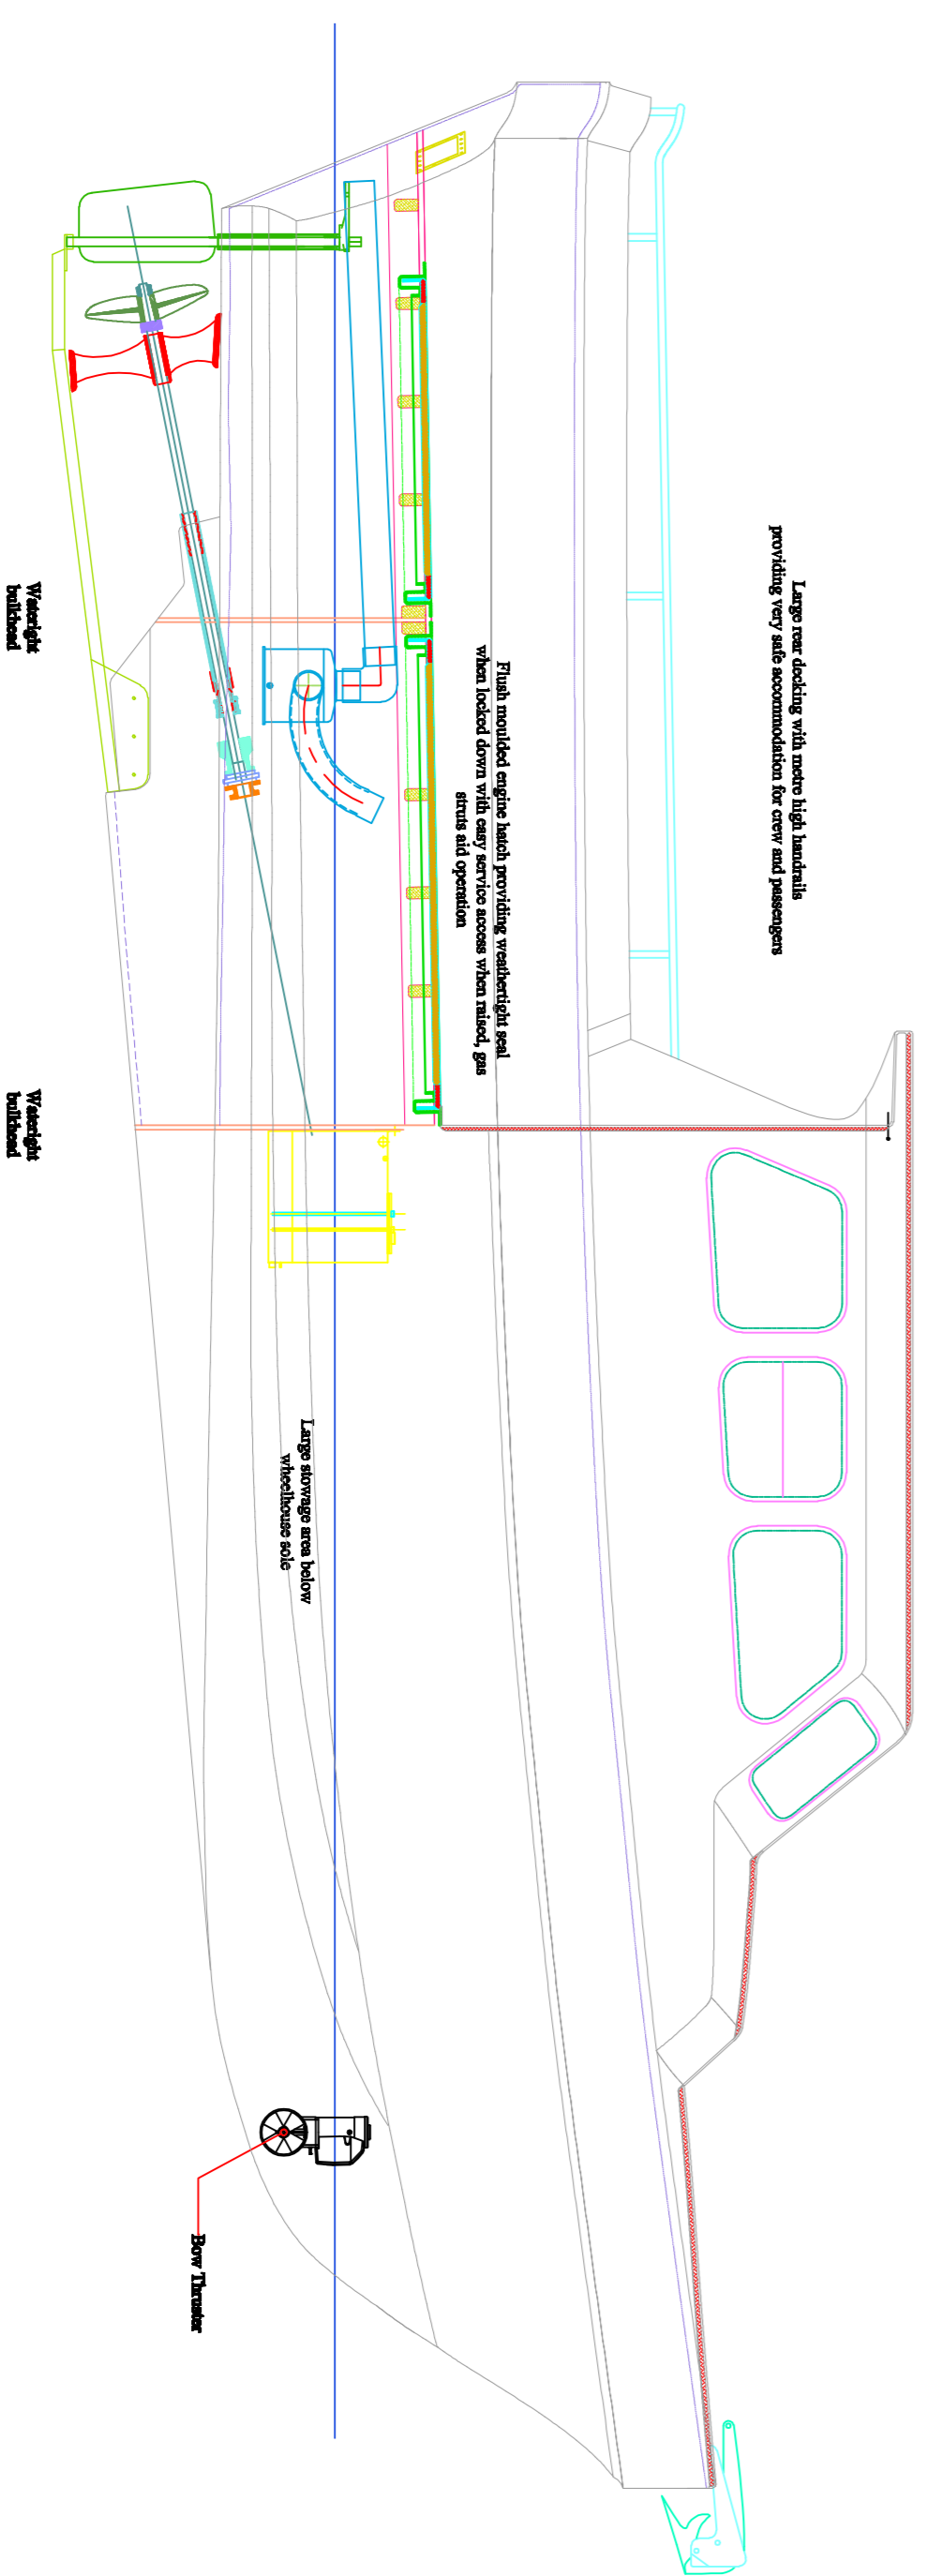 Large rear decking with metre high handrails
providing very safe accommodation for crew and passengers
Flush moulded engine hatch providing weathertight seal
when locked down with easy service access when raised, gas
struts aid operation
Large stowage area below
wheelhouse sole
Bow Thruster
Wateright
bulkhead
Wateright
bulkhead